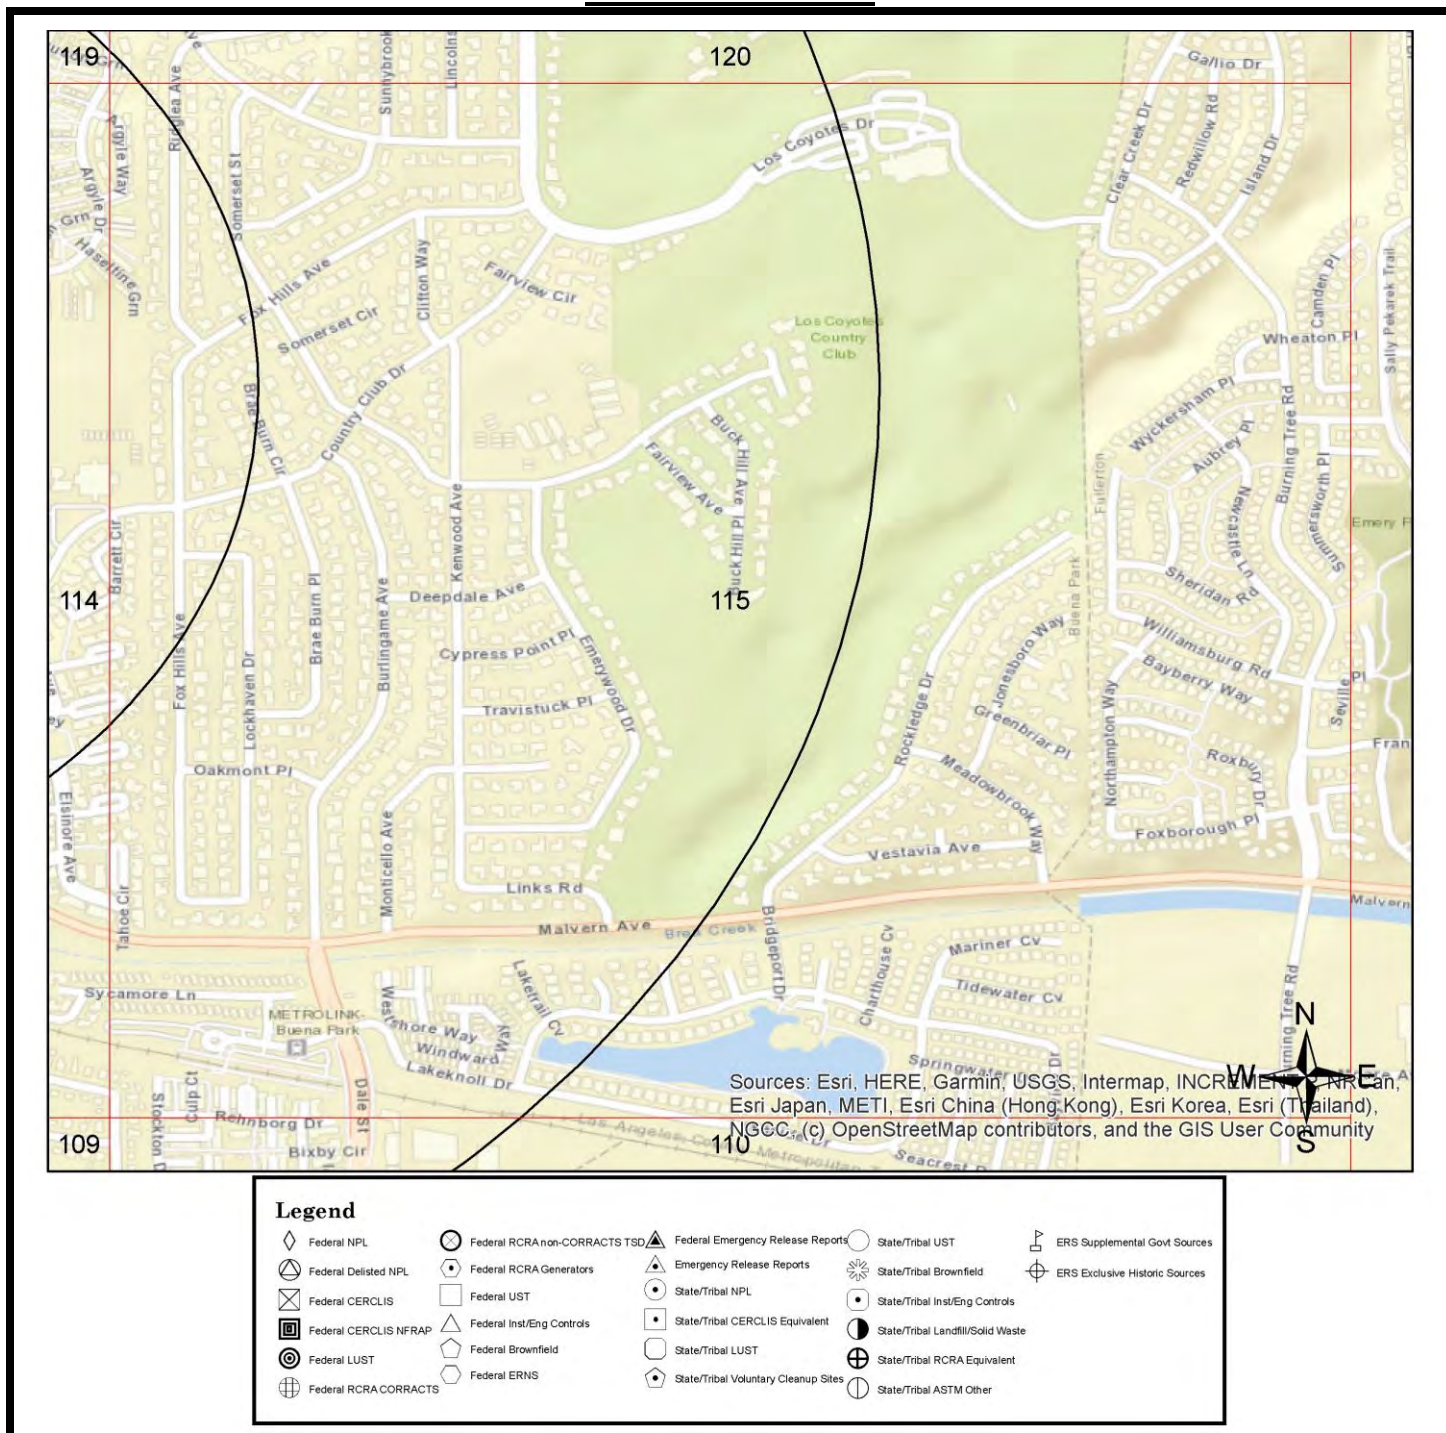 119
120
Ridglea Ave
Sunnybrook
Lincolns
Gallio Dr
Argyle Dr
Somerset St
Los Coyotes Dr
Clear Creek Dr
Redwillow Rd
Island Dr
Haseltine Grn
Fox Hills Ave
Clifton Way
Fairview Cir
Somerset Cir
Camden Pl
Sally Pekarek Trail
Los Coyotes
Country
Club
Wheaton Pl
Brae Burn Cir
Country Club Dr
Wyckersham Pl
Aubrey Pl
Burning Tree Rd
Buck Hill Ave
Fairview Ave
Buck Hill Pl
Fullerton
Newcastle Ln
Summersworth Pl
Emery
Barrett Cir
Kenwood Ave
114
Deepdale Ave
115
Buena Park
Sheridan Rd
Fox Hills Ave
Lockhaven Dr
Brae Burn Pl
Burlingame Ave
Cypress Point Pl
Emerywood Dr
Jonesboro Way
Williamsburg Rd
Bayberry Way
Travistuck Pl
Rockledge Dr
Greenbriar Pl
Northampton Way
Seville Pl
Fran
Oakmont Pl
Meadowbrook Way
Roxbury Dr
Elsinore Ave
Monticello Ave
Vestavia Ave
Foxborough Pl
Tahoe Cir
Links Rd
Malvern Ave
Brea Creek
Malvern
Bridgeport Dr
Charthouse Cv
Mariner Cv
Tidewater Cv
Sycamore Ln
METROLINK-
Buena Park
Westshore Way
Laketrail Cv
Windward Way
Lakeknoll Dr
Springwater
N
W
E
S
Stockton D
Culp Ct
Rehnborg Dr
Bixby Cir
Dale St
109
110
Seacrest D
Sources: Esri, HERE, Garmin, USGS, Intermap, INCREMENT P, NRCan,
Esri Japan, METI, Esri China (Hong Kong), Esri Korea, Esri (Thailand),
NGCC, (c) OpenStreetMap contributors, and the GIS User Community
Legend
Federal NPL
Federal Delisted NPL
Federal CERCLIS
Federal CERCLIS NFRAP
Federal LUST
Federal RCRA CORRACTS
Federal RCRA non-CORRACTS TSD
Federal RCRA Generators
Federal UST
Federal Inst/Eng Controls
Federal Brownfield
Federal ERNS
Federal Emergency Release Reports
Emergency Release Reports
State/Tribal NPL
State/Tribal CERCLIS Equivalent
State/Tribal LUST
State/Tribal Voluntary Cleanup Sites
State/Tribal UST
State/Tribal Brownfield
State/Tribal Inst/Eng Controls
State/Tribal Landfill/Solid Waste
State/Tribal RCRA Equivalent
State/Tribal ASTM Other
ERS Supplemental Govt Sources
ERS Exclusive Historic Sources